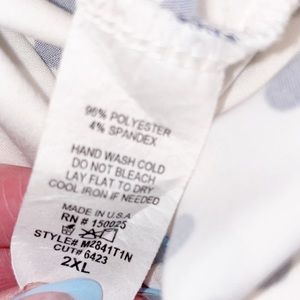 96% POLYESTER
4% SPANDEX
HAND WASH COLD
DO NOT BLEACH
LAY FLAT TO DRY
COOL IRON IF NEEDED
MADE IN U.S.A
RN # 150025
STYLE# M2841T1N
CUT# 6423
2XL